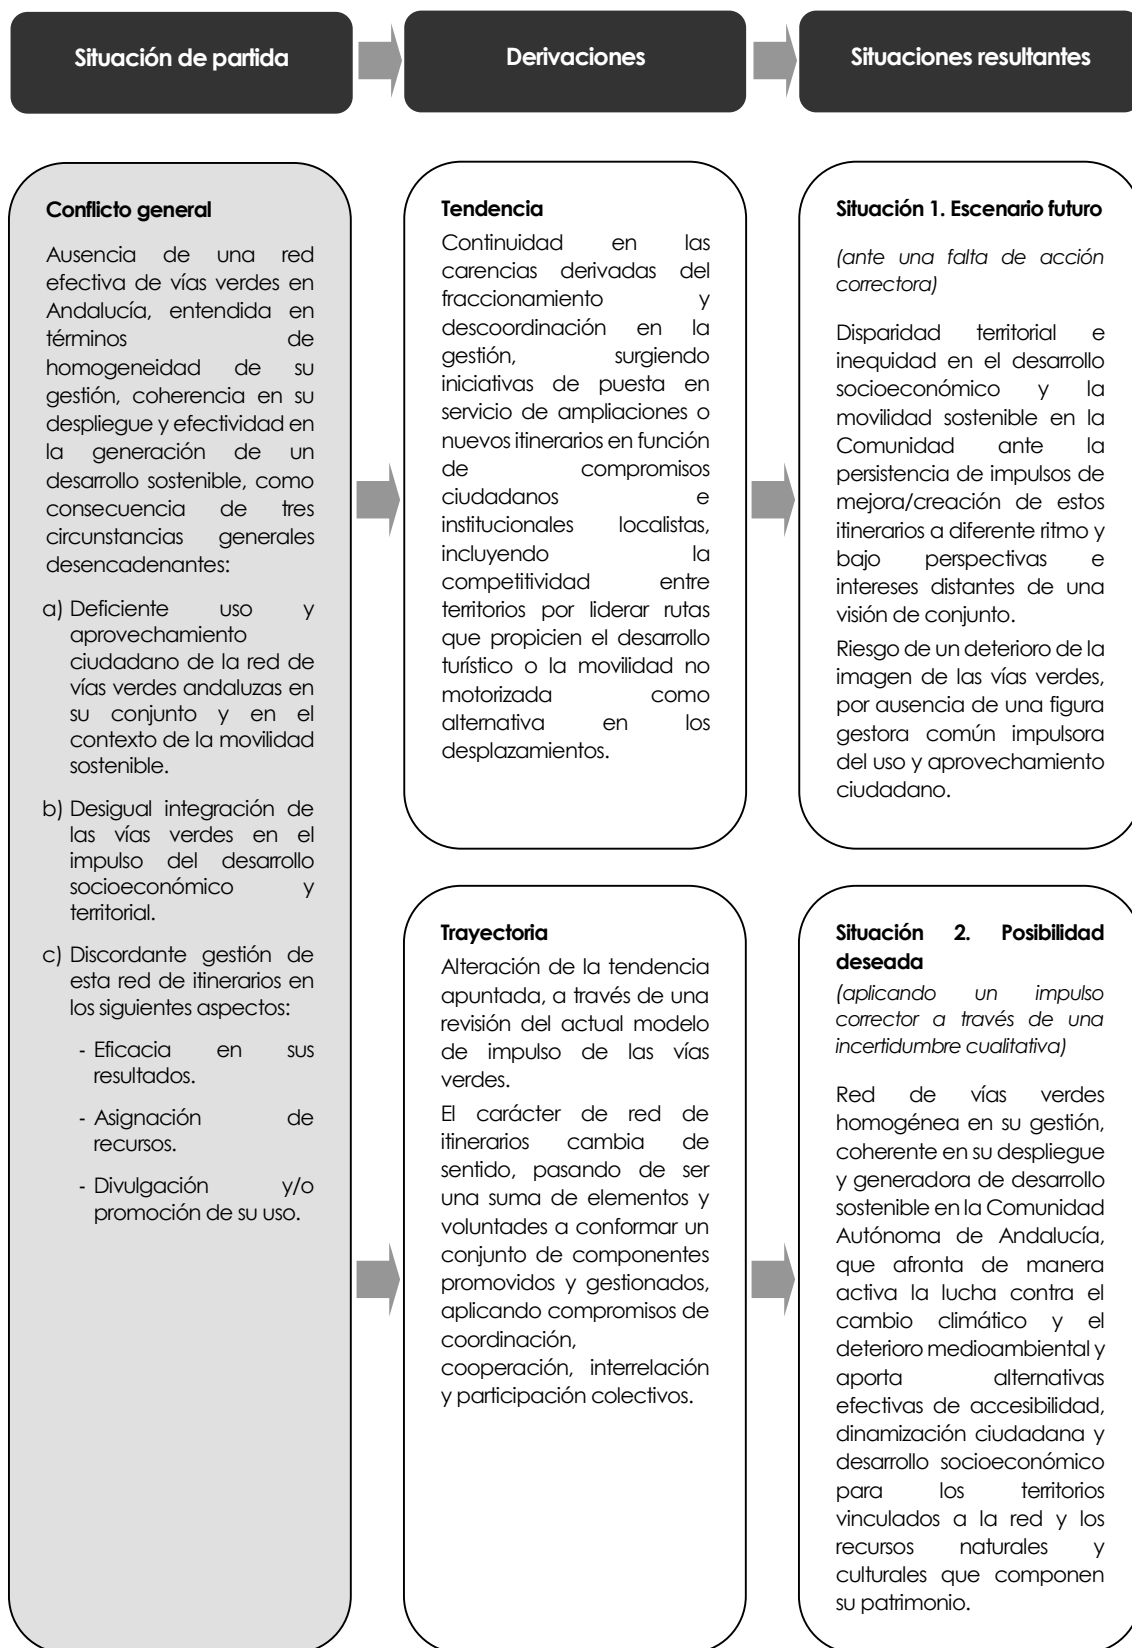 Situación de partida
Derivaciones
Situaciones resultantes
Conflicto general
Ausencia de una red
efectiva de vías verdes en
Andalucía, entendida en
términos de
homogeneidad de su
gestión, coherencia en su
despliegue y efectividad en
la generación de un
desarrollo sostenible, como
consecuencia de tres
circunstancias generales
desencadenantes:
a) Deficiente uso y
aprovechamiento
ciudadano de la red de
vías verdes andaluzas en
su conjunto y en el
contexto de la movilidad
sostenible.
b) Desigual integración de
las vías verdes en el
impulso del desarrollo
socioeconómico y
territorial.
c) Discordante gestión de
esta red de itinerarios en
los siguientes aspectos:
- Eficacia en sus
resultados.
- Asignación de
recursos.
- Divulgación y/o
promoción de su uso.
Tendencia
Continuidad en las
carencias derivadas del
fraccionamiento y
descoordinación en la
gestión, surgiendo
iniciativas de puesta en
servicio de ampliaciones o
nuevos itinerarios en función
de compromisos
ciudadanos e
institucionales localistas,
incluyendo la
competitividad entre
territorios por liderar rutas
que propicien el desarrollo
turístico o la movilidad no
motorizada como
alternativa en los
desplazamientos.
Situación 1. Escenario futuro
(ante una falta de acción
correctora)
Disparidad territorial e
inequidad en el desarrollo
socioeconómico y la
movilidad sostenible en la
Comunidad ante la
persistencia de impulsos de
mejora/creación de estos
itinerarios a diferente ritmo y
bajo perspectivas e
intereses distantes de una
visión de conjunto.
Riesgo de un deterioro de la
imagen de las vías verdes,
por ausencia de una figura
gestora común impulsora
del uso y aprovechamiento
ciudadano.
Trayectoria
Alteración de la tendencia
apuntada, a través de una
revisión del actual modelo
de impulso de las vías
verdes.
El carácter de red de
itinerarios cambia de
sentido, pasando de ser
una suma de elementos y
voluntades a conformar un
conjunto de componentes
promovidos y gestionados,
aplicando compromisos de
coordinación,
cooperación, interrelación
y participación colectivos.
Situación 2. Posibilidad
deseada
(aplicando un impulso
corrector a través de una
incertidumbre cualitativa)
Red de vías verdes
homogénea en su gestión,
coherente en su despliegue
y generadora de desarrollo
sostenible en la Comunidad
Autónoma de Andalucía,
que afronta de manera
activa la lucha contra el
cambio climático y el
deterioro medioambiental y
aporta alternativas
efectivas de accesibilidad,
dinamización ciudadana y
desarrollo socioeconómico
para los territorios
vinculados a la red y los
recursos naturales y
culturales que componen
su patrimonio.